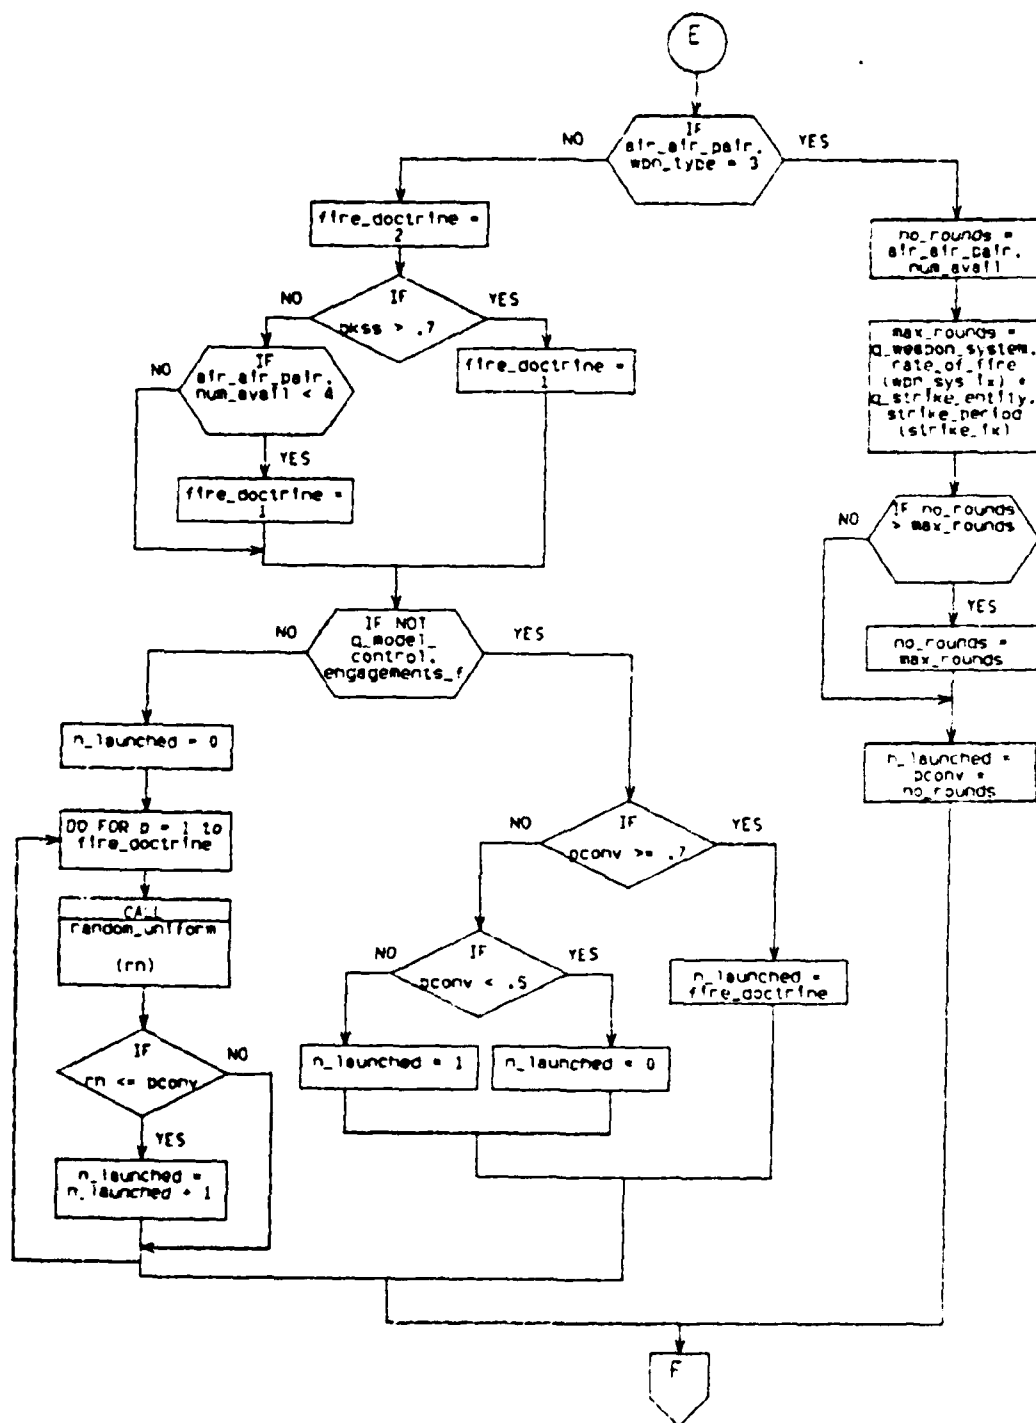 E
IF
air_air_pair.
wpn_type = 3
NO
YES
fire_doctrine =
2
no_rounds =
air_air_pair.
num_avail
IF
pkss > .7
NO
YES
IF
air_air_pair.
num_avail < 4
NO
YES
fire_doctrine =
1
fire_doctrine =
1
max_rounds =
g_weapon_system.
rate_of_fire
(wpn_sys_ix) *
g_strike_entity.
strike_period
(strike_ix)
IF no_rounds
> max_rounds
NO
YES
no_rounds =
max_rounds
n_launched =
pconv *
no_rounds
IF NOT
g_model_
control.
engagements_f
NO
YES
n_launched = 0
DO FOR p = 1 to
fire_doctrine
CALL
random_uniform
(rn)
IF
rn <= pconv
NO
YES
n_launched =
n_launched + 1
IF
pconv >= .7
NO
YES
IF
pconv < .5
NO
YES
n_launched = 1
n_launched = 0
n_launched =
fire_doctrine
F